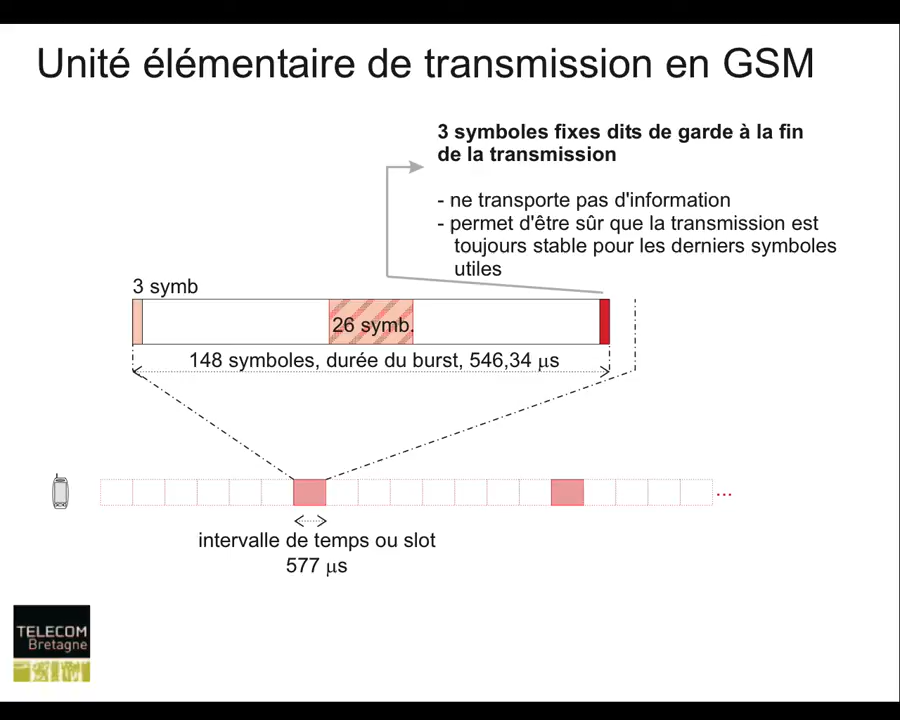 Unité élémentaire de transmission en GSM
3 symboles fixes dits de garde à la fin
de la transmission
- ne transporte pas d'information
- permet d'être sûr que la transmission est
toujours stable pour les derniers symboles
utiles
3 symb
26 symb.
148 symboles, durée du burst, 546,34 μs
...
intervalle de temps ou slot
577 μs
TELECOM
Bretagne